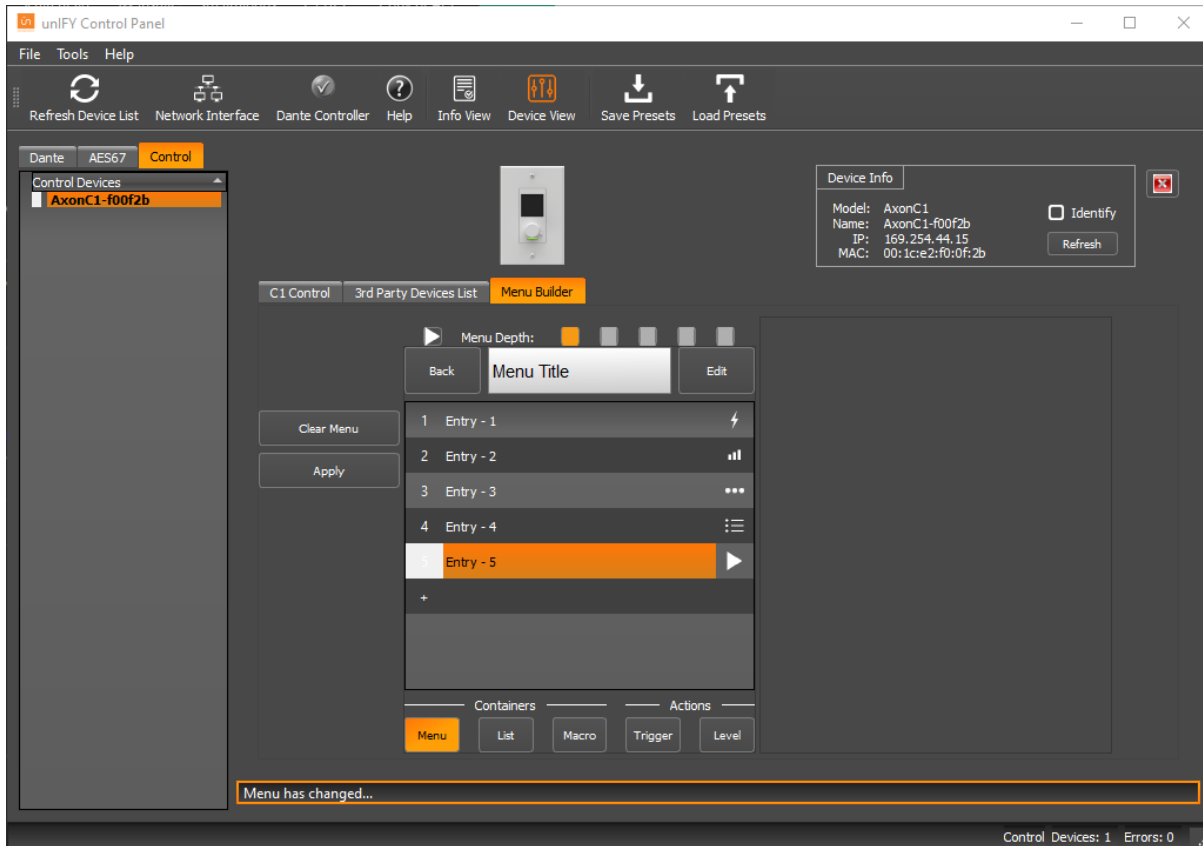 unIFY Control Panel
File Tools Help
Refresh Device List Network Interface Dante Controller Help Info View Device View Save Presets Load Presets
Dante AES67 Control
Control Devices
AxonC1-f00f2b
Device Info
Model: AxonC1
Name: AxonC1-f00f2b
IP: 169.254.44.15
MAC: 00:1c:e2:f0:0f:2b
Identify
Refresh
C1 Control 3rd Party Devices List Menu Builder
Menu Depth:
Back Menu Title Edit
Clear Menu
Apply
1 Entry - 1
2 Entry - 2
3 Entry - 3
4 Entry - 4
5 Entry - 5
+
Containers Actions
Menu List Macro Trigger Level
Menu has changed...
Control Devices: 1 Errors: 0